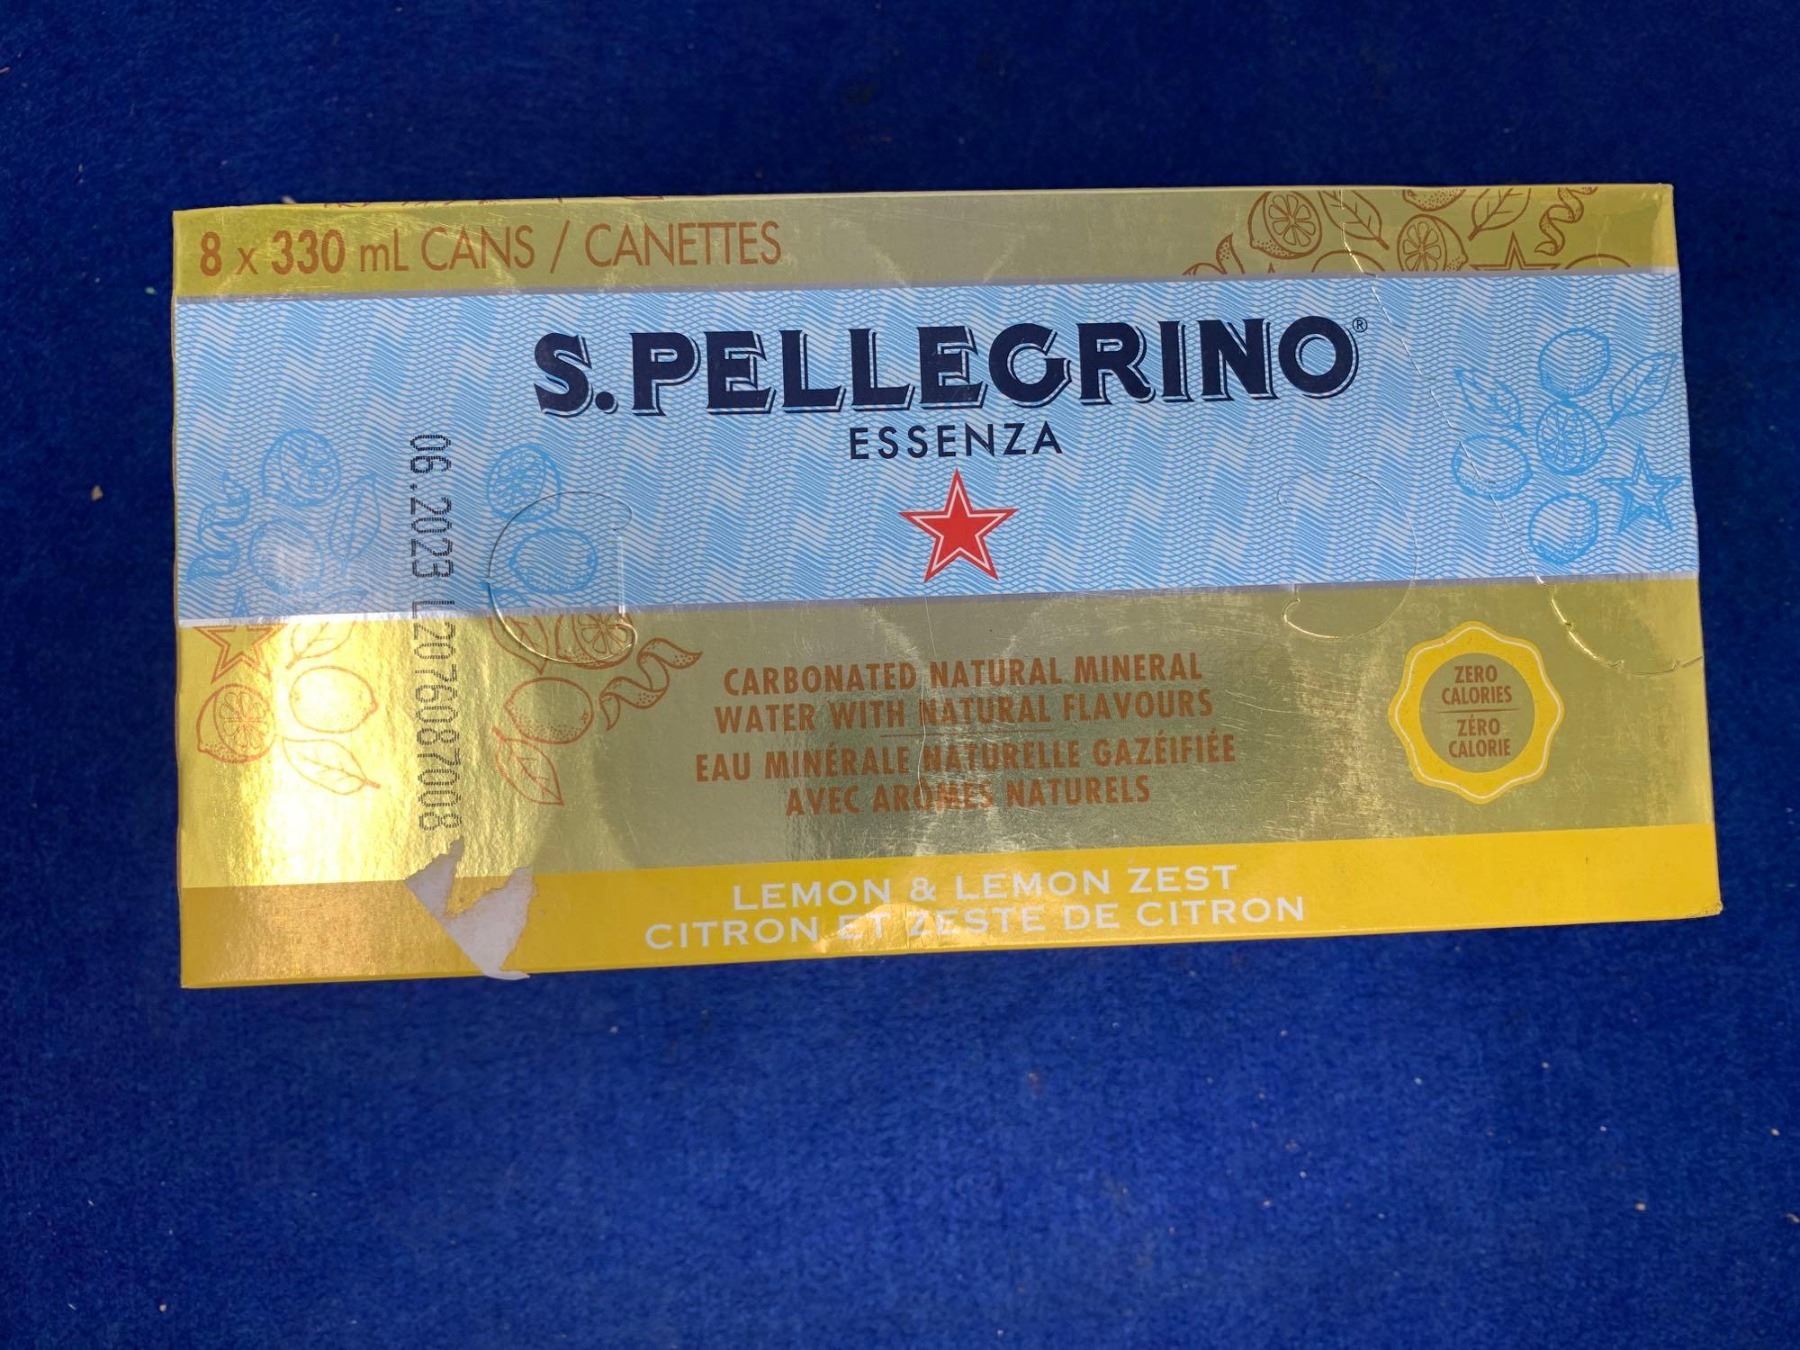 8 x 330 mL CANS / CANETTES
S.PELLEGRINO®
ESSENZA
06.2023 L2076087008
CARBONATED NATURAL MINERAL
WATER WITH NATURAL FLAVOURS
EAU MINÉRALE NATURELLE GAZÉIFIÉE
AVEC ARÔMES NATURELS
ZERO
CALORIES
ZÉRO
CALORIE
LEMON & LEMON ZEST
CITRON ET ZESTE DE CITRON